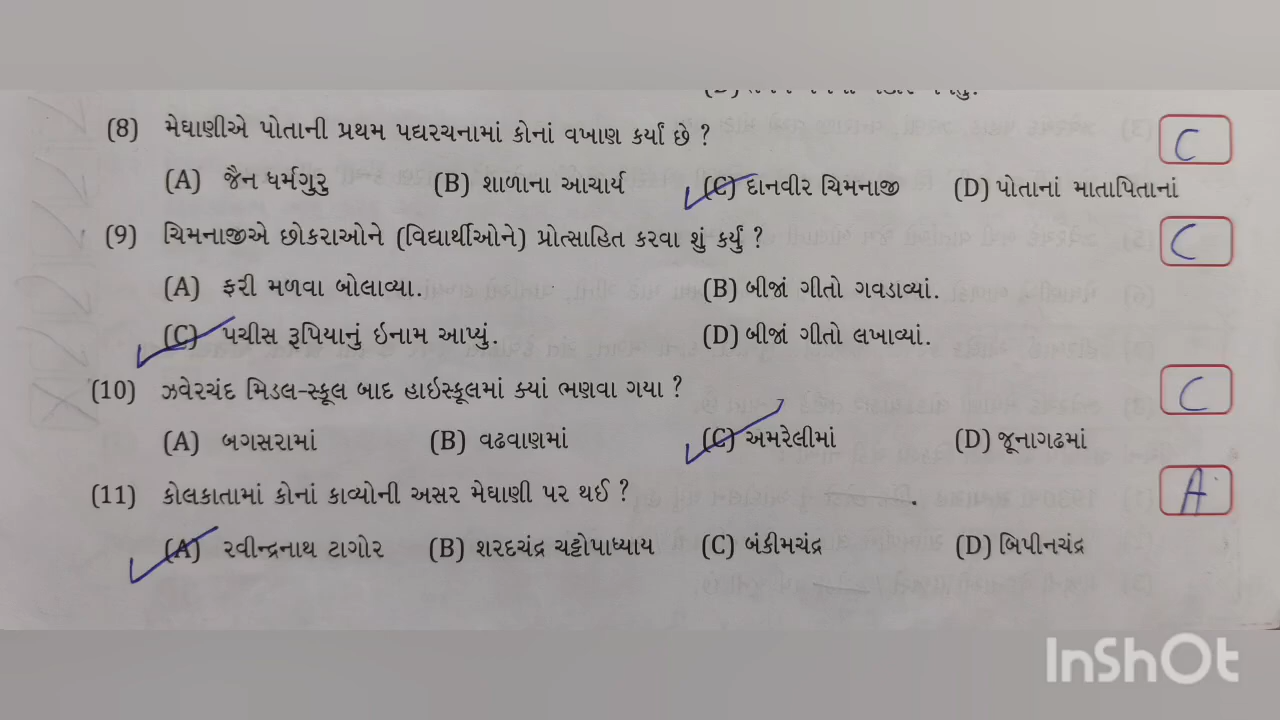 (8) મેઘાણીએ પોતાની પ્રથમ પદ્યરચનામાં કોનાં વખાણ કર્યાં છે ? C
(A) જૈન ધર્મગુરુ (B) શાળાના આચાર્ય (C) દાનવીર ચિમનાજી (D) પોતાનાં માતાપિતાનાં
(9) ચિમનાજીએ છોકરાઓને (વિદ્યાર્થીઓને) પ્રોત્સાહિત કરવા શું કર્યું ? C
(A) ફરી મળવા બોલાવ્યા. (B) બીજાં ગીતો ગવડાવ્યાં.
(C) પચીસ રૂપિયાનું ઇનામ આપ્યું. (D) બીજાં ગીતો લખાવ્યાં.
(10) ઝવેરચંદ મિડલ-સ્કૂલ બાદ હાઇસ્કૂલમાં ક્યાં ભણવા ગયા ? C
(A) બગસરામાં (B) વઢવાણમાં (C) અમરેલીમાં (D) જૂનાગઢમાં
(11) કોલકાતામાં કોનાં કાવ્યોની અસર મેઘાણી પર થઈ ? A
(A) રવીન્દ્રનાથ ટાગોર (B) શરદચંદ્ર ચટ્ટોપાધ્યાય (C) બંકીમચંદ્ર (D) બિપીનચંદ્ર
InShOt